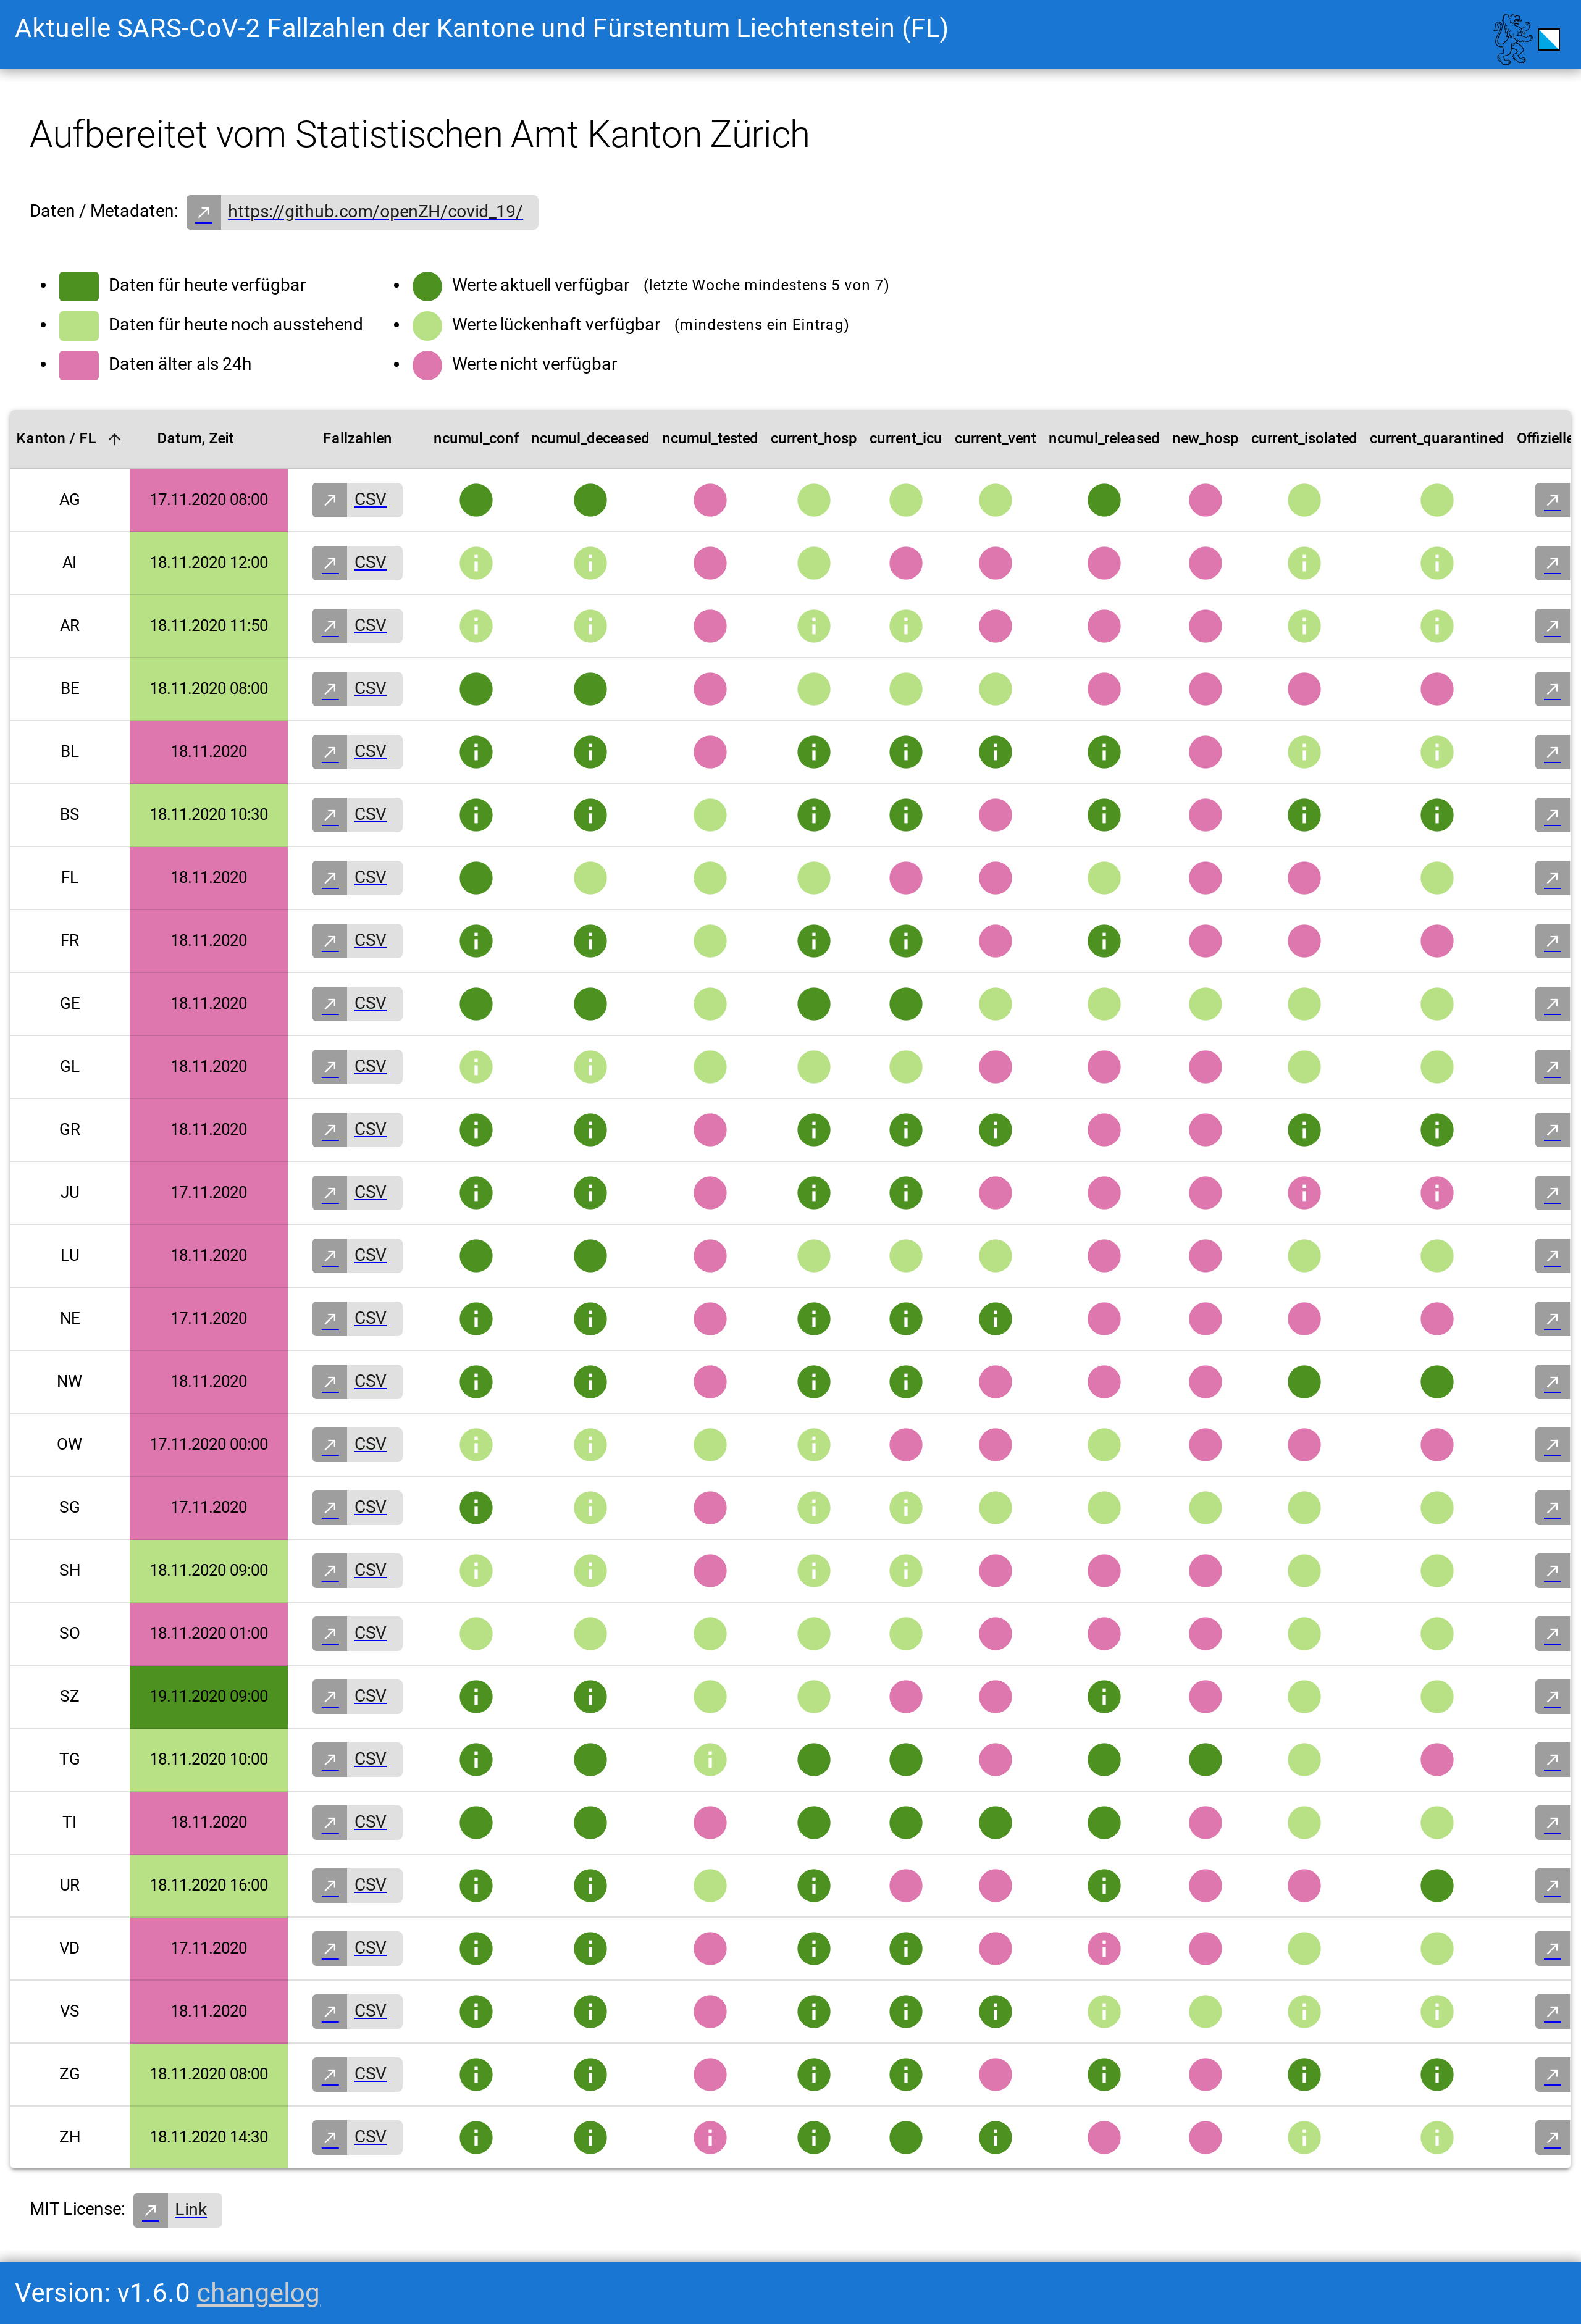 Aktuelle SARS-CoV-2 Fallzahlen der Kantone und Fürstentum Liechtenstein (FL)
Aufbereitet vom Statistischen Amt Kanton Zürich
Daten / Metadaten: https://github.com/openZH/covid_19/
Daten für heute verfügbar
Daten für heute noch ausstehend
Daten älter als 24h
Werte aktuell verfügbar (letzte Woche mindestens 5 von 7)
Werte lückenhaft verfügbar (mindestens ein Eintrag)
Werte nicht verfügbar
Kanton / FL Datum, Zeit Fallzahlen ncumul_conf ncumul_deceased ncumul_tested current_hosp current_icu current_vent ncumul_released new_hosp current_isolated current_quarantined Offizielle
AG 17.11.2020 08:00 CSV
AI 18.11.2020 12:00 CSV
AR 18.11.2020 11:50 CSV
BE 18.11.2020 08:00 CSV
BL 18.11.2020 CSV
BS 18.11.2020 10:30 CSV
FL 18.11.2020 CSV
FR 18.11.2020 CSV
GE 18.11.2020 CSV
GL 18.11.2020 CSV
GR 18.11.2020 CSV
JU 17.11.2020 CSV
LU 18.11.2020 CSV
NE 17.11.2020 CSV
NW 18.11.2020 CSV
OW 17.11.2020 00:00 CSV
SG 17.11.2020 CSV
SH 18.11.2020 09:00 CSV
SO 18.11.2020 01:00 CSV
SZ 19.11.2020 09:00 CSV
TG 18.11.2020 10:00 CSV
TI 18.11.2020 CSV
UR 18.11.2020 16:00 CSV
VD 17.11.2020 CSV
VS 18.11.2020 CSV
ZG 18.11.2020 08:00 CSV
ZH 18.11.2020 14:30 CSV
MIT License: Link
Version: v1.6.0 changelog